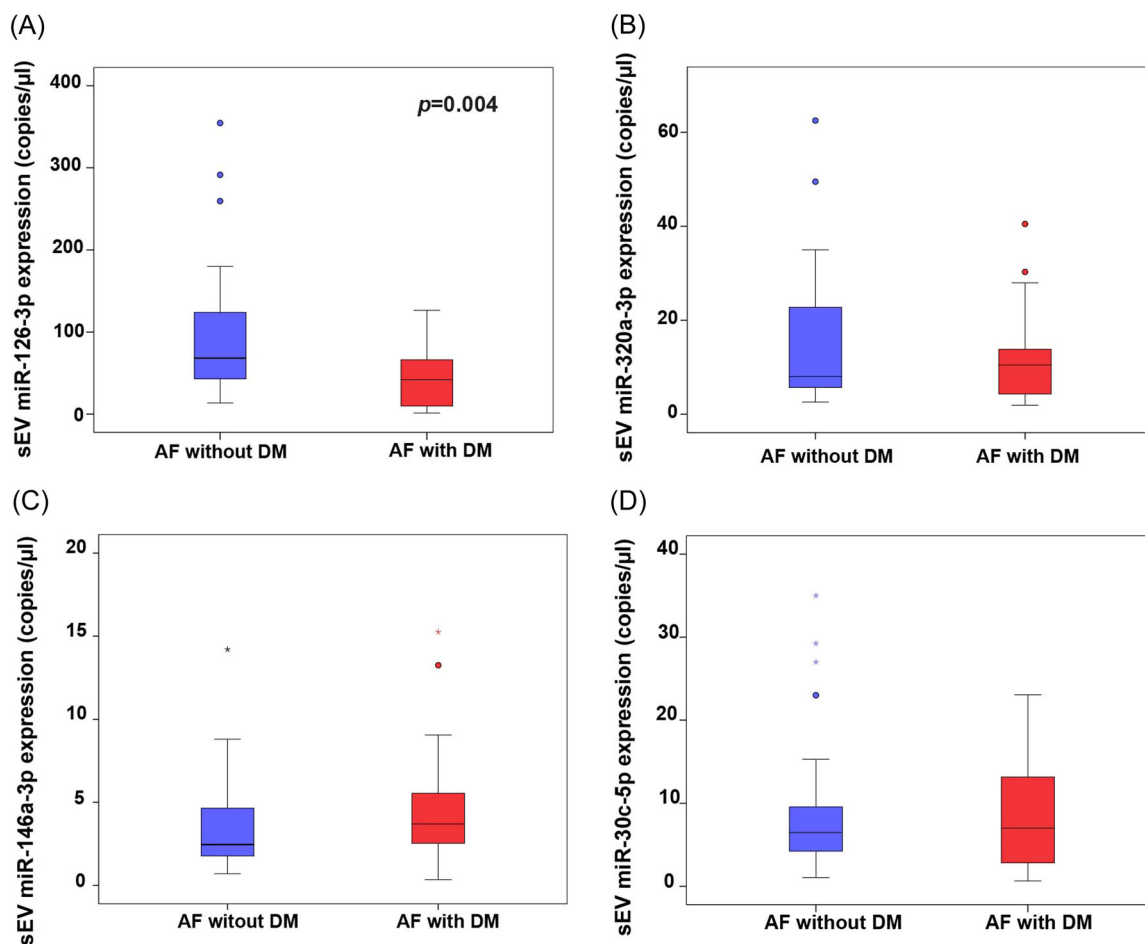 (A)
sEV miR-126-3p expression (copies/µl)
400
300
200
100
0
p=0.004
AF without DM
AF with DM
(B)
sEV miR-320a-3p expression (copies/µl)
60
40
20
0
AF without DM
AF with DM
(C)
sEV miR-146a-3p expression (copies/µl)
20
15
10
5
0
AF witout DM
AF with DM
(D)
sEV miR-30c-5p expression (copies/µl)
40
30
20
10
0
AF without DM
AF with DM